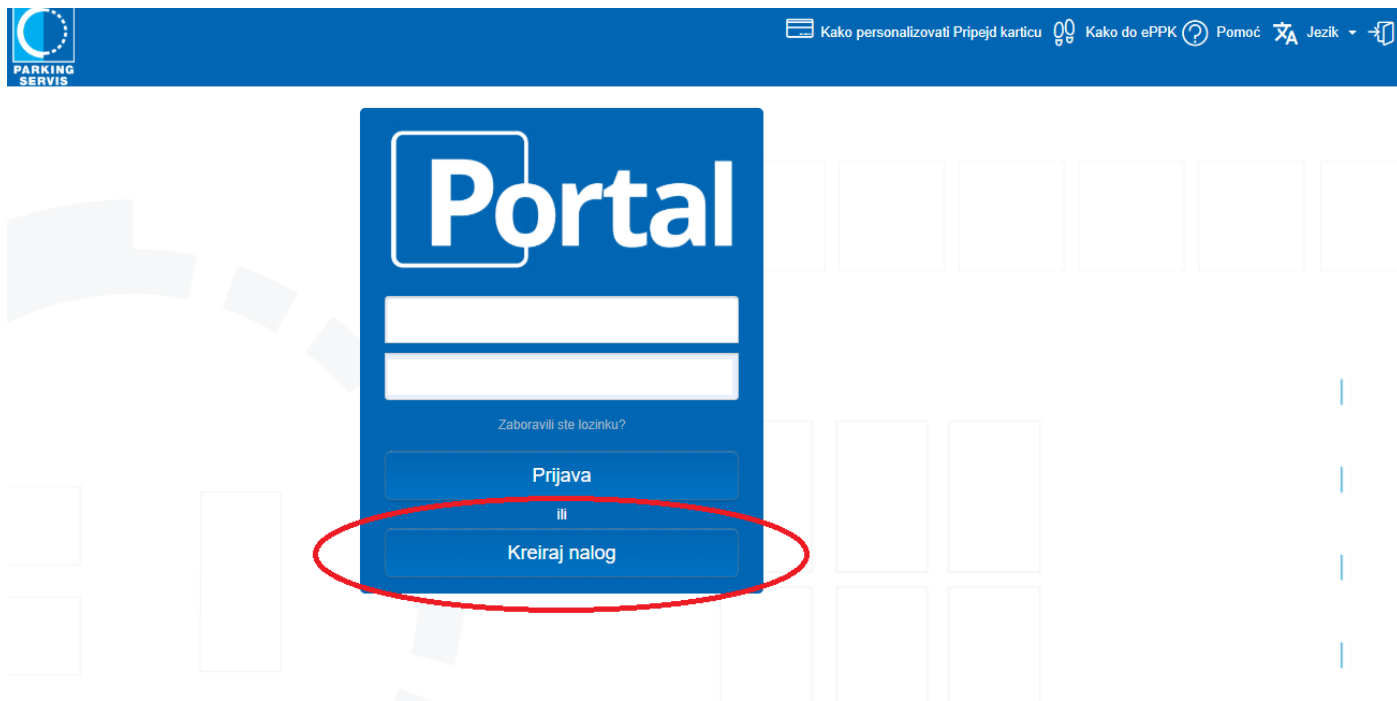 PARKING
SERVIS
Kako personalizovati Pripejd karticu Kako do ePPK Pomoć Jezik
Portal
Zaboravili ste lozinku?
Prijava
ili
Kreiraj nalog